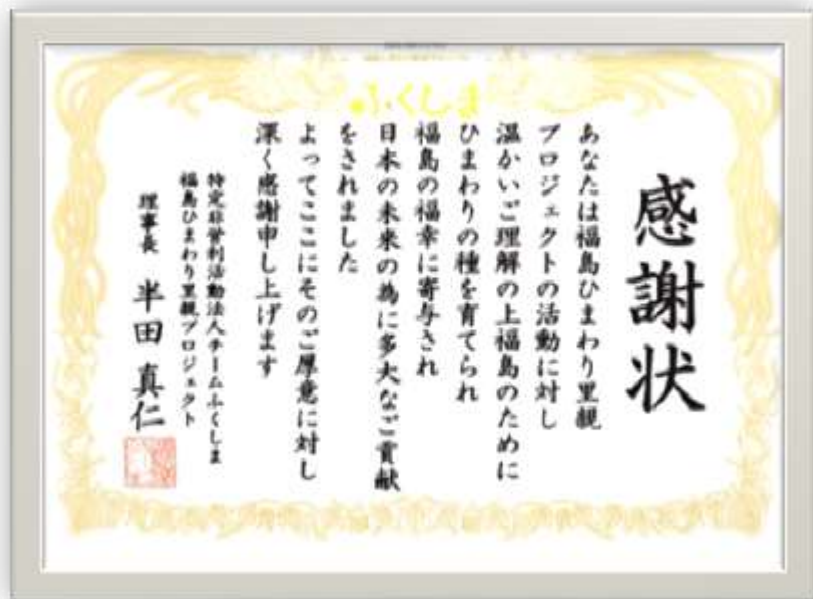 ふくしま
感謝状
あなたは福島ひまわり里親
プロジェクトの活動に対し
温かいご理解の上福島のために
ひまわりの種を育てられ
福島の福幸に寄与され
日本の未来の為に多大なご貢献
をされました
よってここにそのご厚意に対し
深く感謝申し上げます
特定非営利活動法人チームふくしま
福島ひまわり里親プロジェクト
理事長 半田 真仁